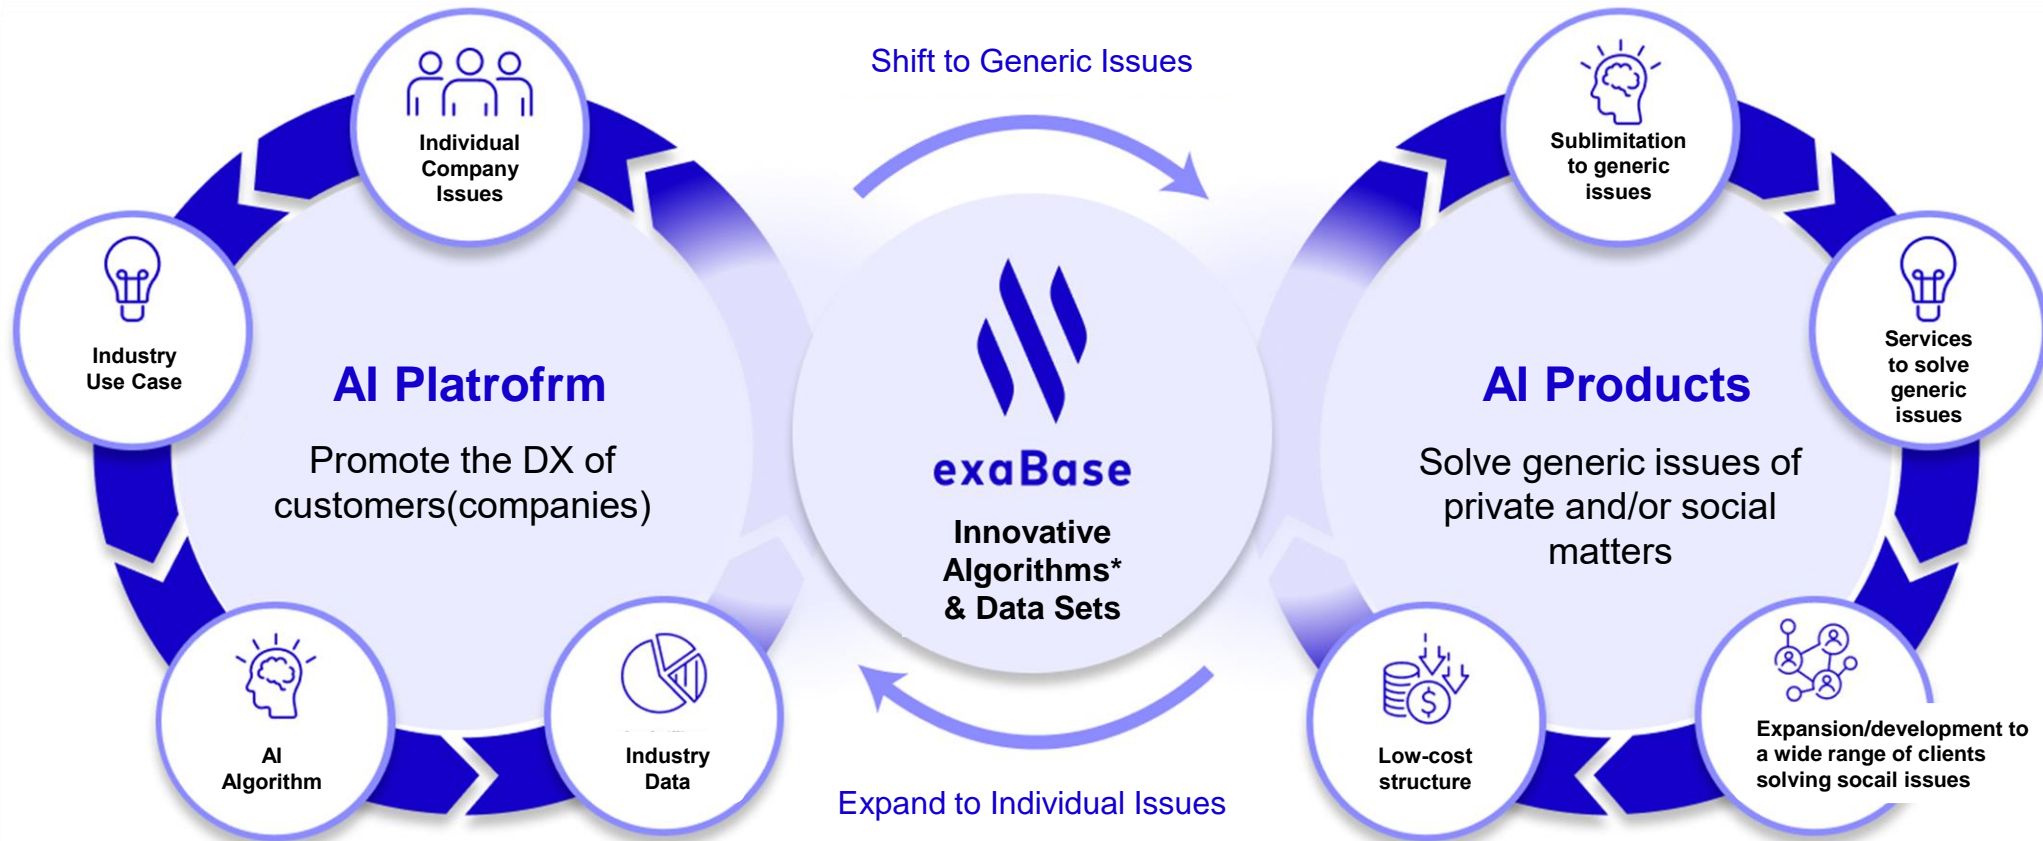 Shift to Generic Issues
Individual
Company
Issues
Industry
Use Case
AI Platrofrm
Promote the DX of
customers(companies)
AI
Algorithm
Industry
Data
exaBase
Innovative
Algorithms*
& Data Sets
Expand to Individual Issues
Sublimitation
to generic
issues
Services
to solve
generic
issues
AI Products
Solve generic issues of
private and/or social
matters
$
Low-cost
structure
Expansion/development to
a wide range of clients
solving socail issues